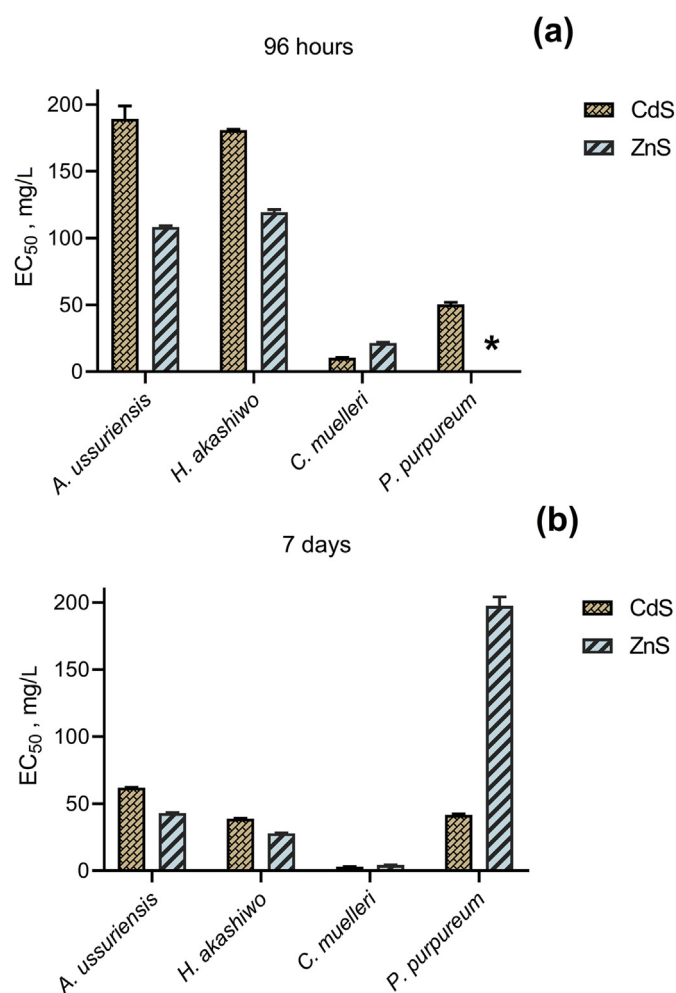 (a)
96 hours
EC50 , mg/L
200
150
100
50
0
CdS
ZnS
*
A. ussuriensis
H. akashiwo
C. muelleri
P. purpureum
(b)
7 days
EC50 , mg/L
200
150
100
50
0
CdS
ZnS
A. ussuriensis
H. akashiwo
C. muelleri
P. purpureum